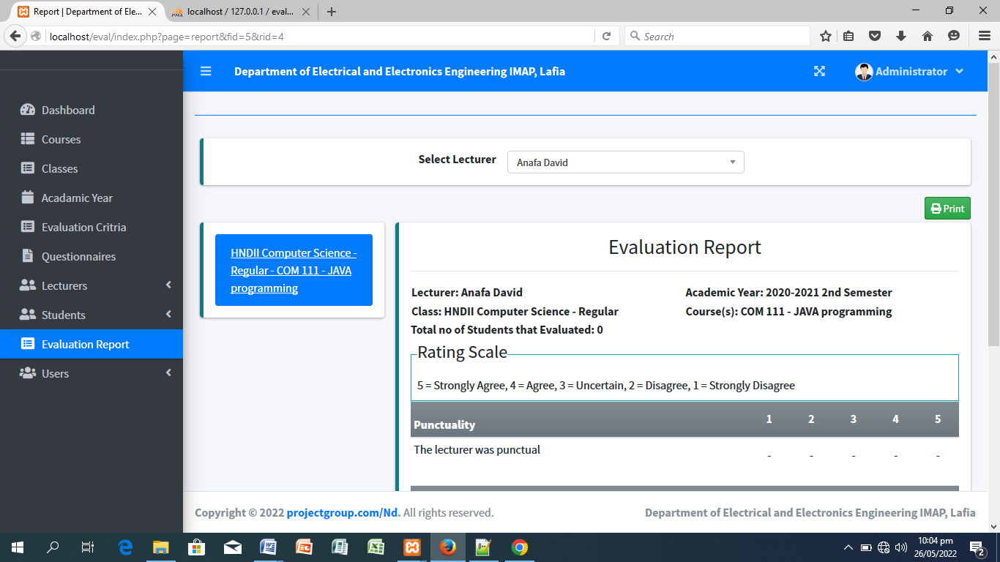 Report | Department of Ele...
localhost / 127.0.0.1 / eval...
localhost/eval/index.php?page=report&fid=5&rid=4
Search
Department of Electrical and Electronics Engineering IMAP, Lafia
Administrator
Dashboard
Courses
Classes
Acadamic Year
Evaluation Critria
Questionnaires
Lecturers
Students
Evaluation Report
Users
Select Lecturer
Anafa David
Print
HNDII Computer Science -
Regular - COM 111 - JAVA
programming
Evaluation Report
Lecturer: Anafa David
Academic Year: 2020-2021 2nd Semester
Class: HNDII Computer Science - Regular
Course(s): COM 111 - JAVA programming
Total no of Students that Evaluated: 0
Rating Scale
5 = Strongly Agree, 4 = Agree, 3 = Uncertain, 2 = Disagree, 1 = Strongly Disagree
Punctuality 1 2 3 4 5
The lecturer was punctual - - - - -
Copyright © 2022 projectgroup.com/Nd. All rights reserved.
Department of Electrical and Electronics Engineering IMAP, Lafia
10:04 pm
26/05/2022
2